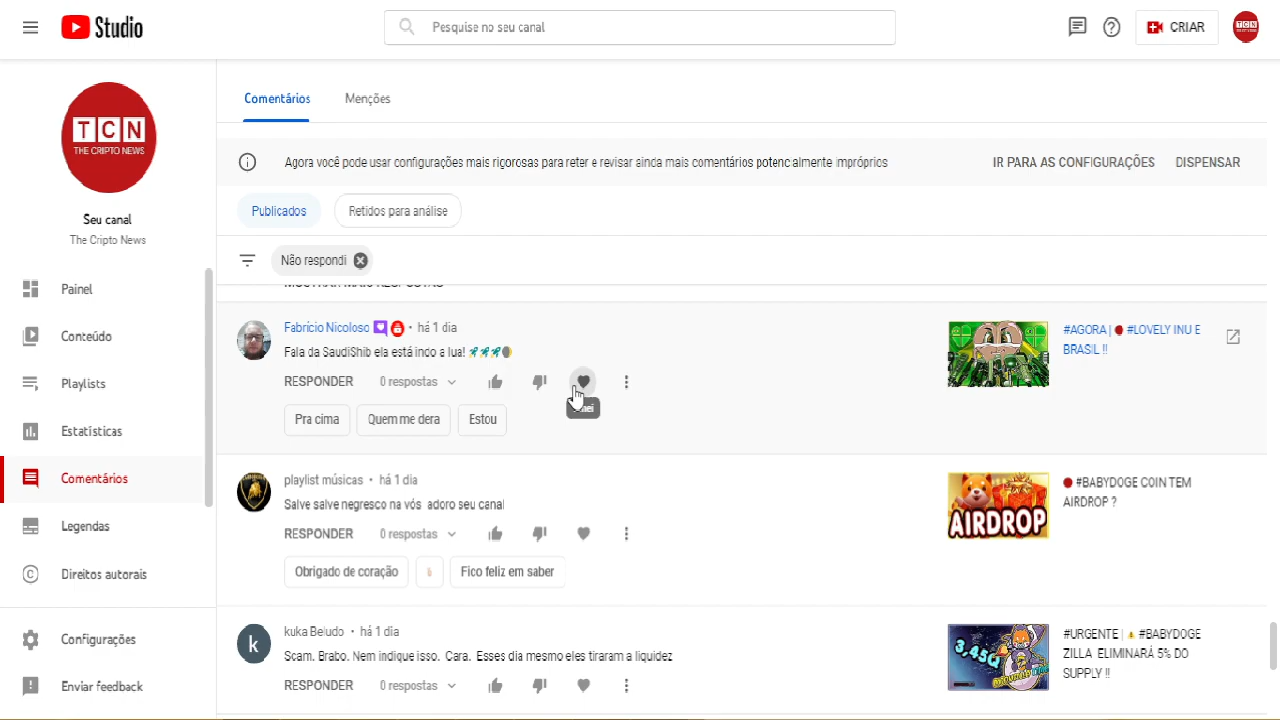 Studio
Pesquise no seu canal
CRIAR
TCN
TCN
THE CRIPTO NEWS
Seu canal
The Cripto News
Painel
Conteúdo
Playlists
Estatísticas
Comentários
Legendas
Direitos autorais
Configurações
Enviar feedback
Comentários
Menções
Agora você pode usar configurações mais rigorosas para reter e revisar ainda mais comentários potencialmente impróprios
IR PARA AS CONFIGURAÇÕES
DISPENSAR
Publicados
Retidos para análise
Não respondi
MOSTRAR MAIS RESPOSTAS
Fabrício Nicoloso • há 1 dia
Fala da SaudiShib ela está indo a lua! 🚀🚀🚀🌖
RESPONDER 0 respostas
Pra cima
Quem me dera
Estou
#AGORA | 🔴 #LOVELY INU E
BRASIL !!
playlist músicas • há 1 dia
Salve salve negresco na vós adoro seu canal
RESPONDER 0 respostas
Obrigado de coração
Fico feliz em saber
AIRDROP
🔴 #BABYDOGE COIN TEM
AIRDROP ?
k
kuka Beludo • há 1 dia
Scam. Brabo. Nem indique isso. Cara. Esses dia mesmo eles tiraram a liquidez
RESPONDER 0 respostas
3,45Q
#URGENTE | ⚠️ #BABYDOGE
ZILLA ELIMINARÁ 5% DO
SUPPLY !!